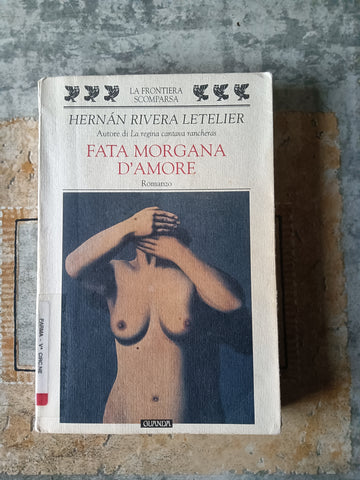 LA FRONTIERA
SCOMPARSA
HERNÁN RIVERA LETELIER
Autore di La regina cantava rancheras
FATA MORGANA
D'AMORE
Romanzo
GUANDA